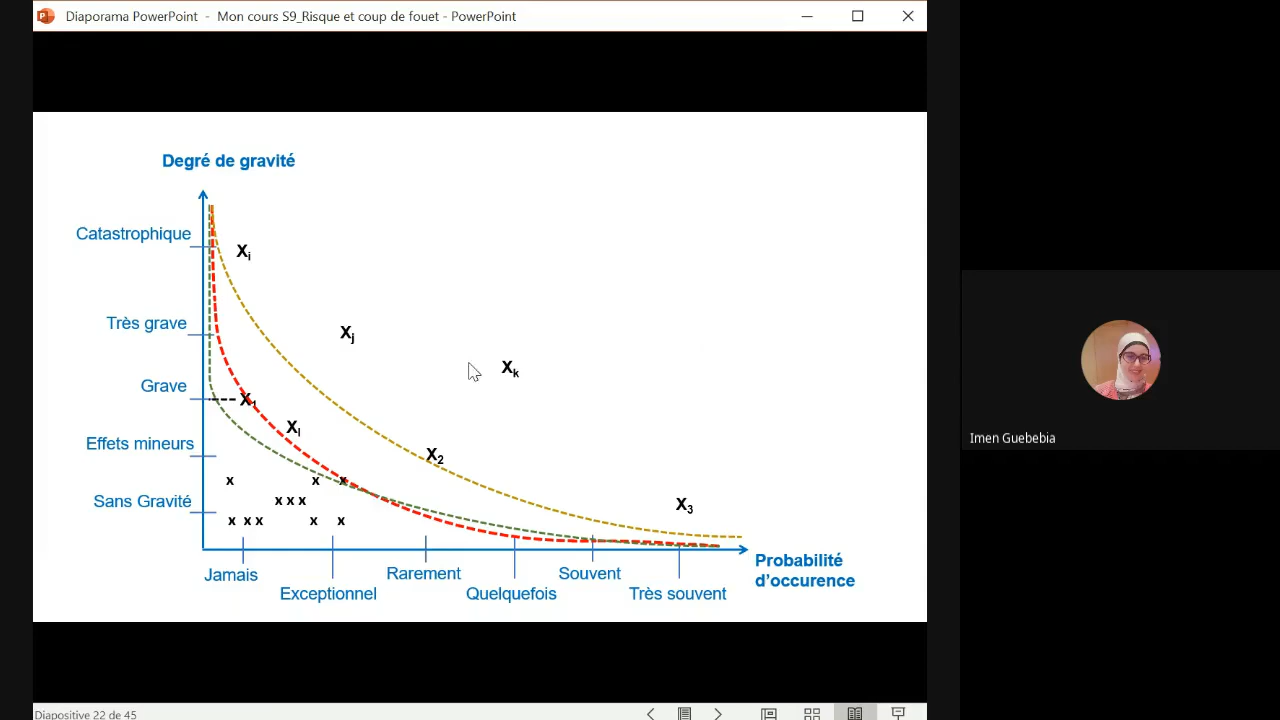 Diaporama PowerPoint - Mon cours S9_Risque et coup de fouet - PowerPoint
Degré de gravité
Catastrophique
Xi
Très grave
Xj
Xk
Grave
X1
Xl
Effets mineurs
X2
x x x
Sans Gravité
x x x
X3
x x x x x
Probabilité
d’occurence
Jamais
Exceptionnel
Rarement
Quelquefois
Souvent
Très souvent
Imen Guebebia
Diapositive 22 de 45